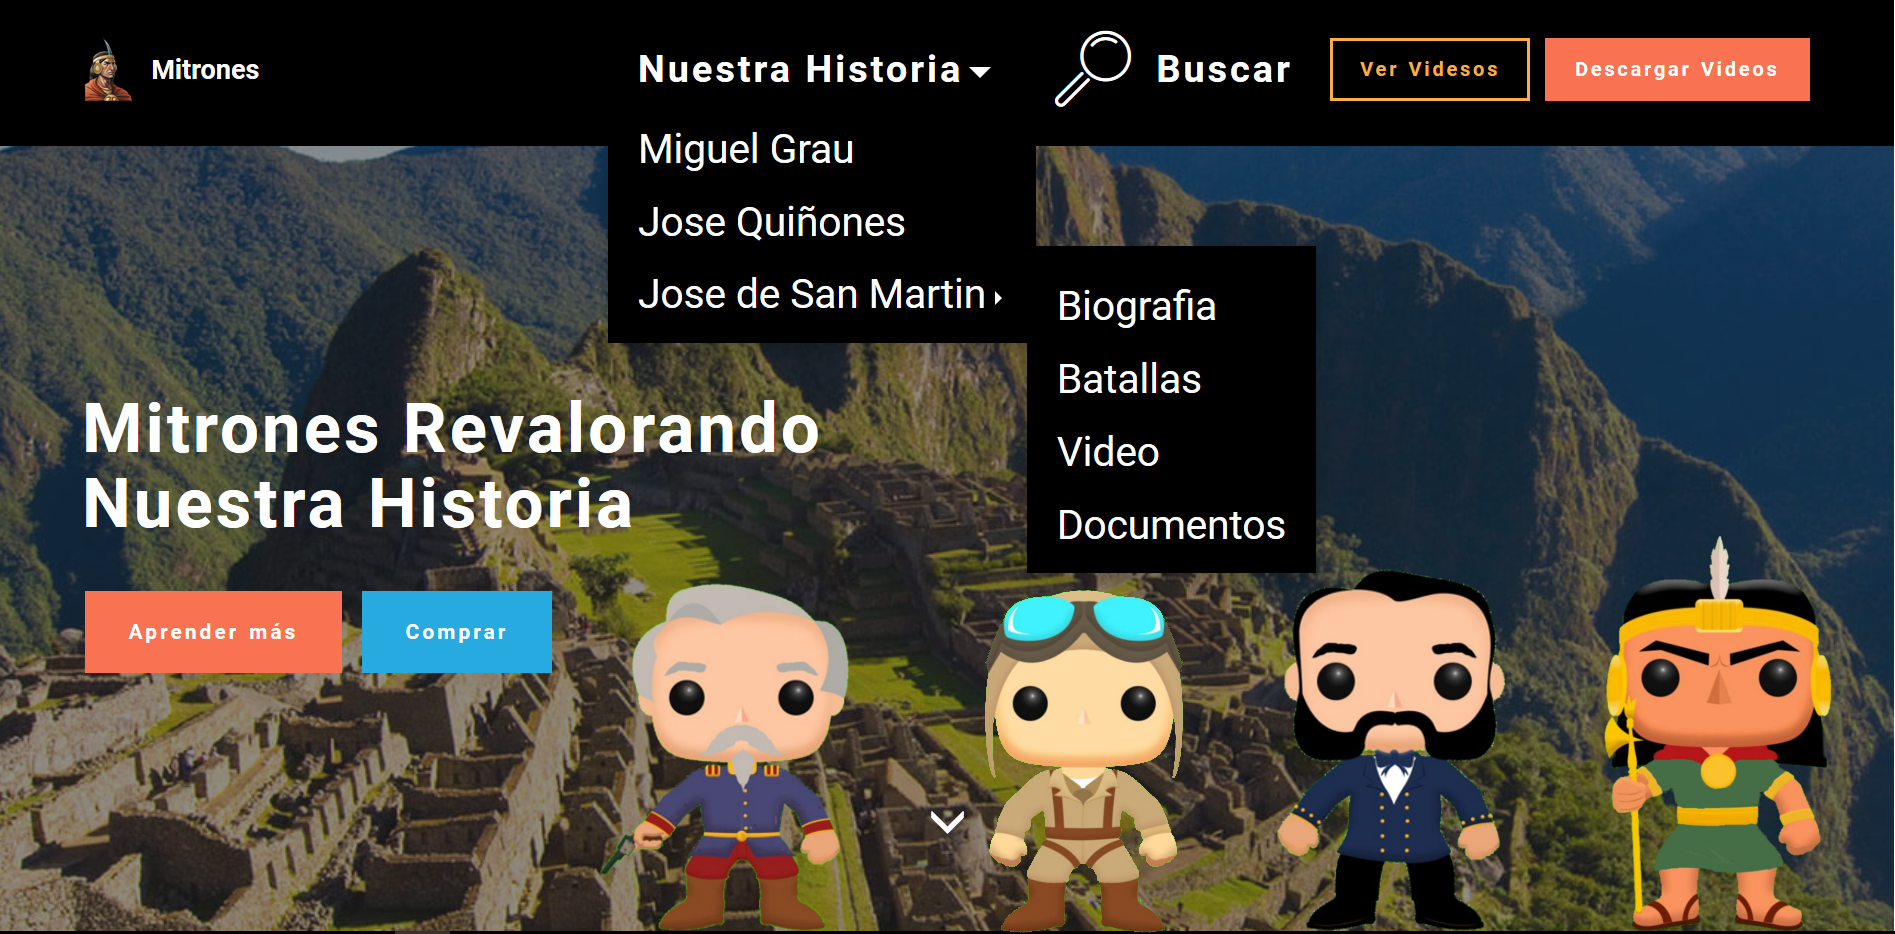 Mitrones
Nuestra Historia
Buscar
Ver Videsos
Descargar Videos
Miguel Grau
Jose Quiñones
Jose de San Martin
Biografia
Batallas
Video
Documentos
Mitrones Revalorando
Nuestra Historia
Aprender más
Comprar